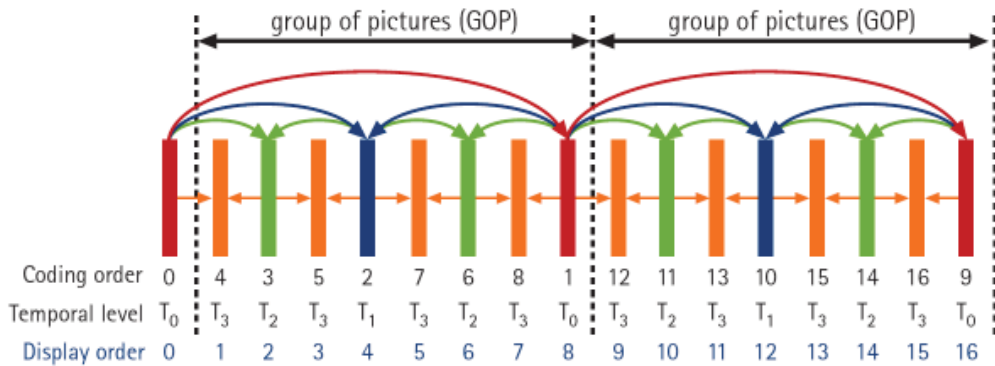 group of pictures (GOP) group of pictures (GOP)
Coding order 0 4 3 5 2 7 6 8 1 12 11 13 10 15 14 16 9
Temporal level T0 T3 T2 T3 T1 T3 T2 T3 T0 T3 T2 T3 T1 T3 T2 T3 T0
Display order 0 1 2 3 4 5 6 7 8 9 10 11 12 13 14 15 16